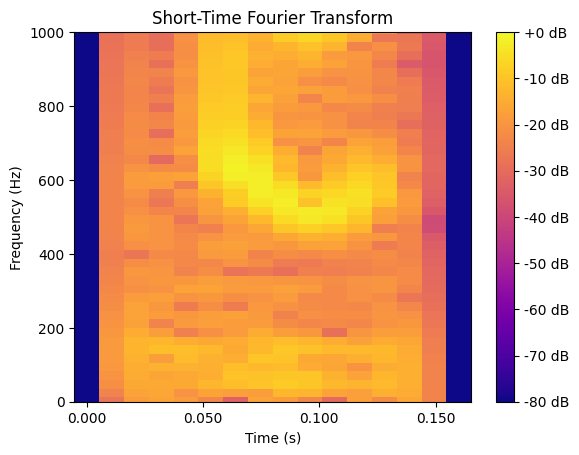 Short-Time Fourier Transform
1000
800
600
400
200
0
Frequency (Hz)
0.000
0.050
0.100
0.150
Time (s)
+0 dB
-10 dB
-20 dB
-30 dB
-40 dB
-50 dB
-60 dB
-70 dB
-80 dB